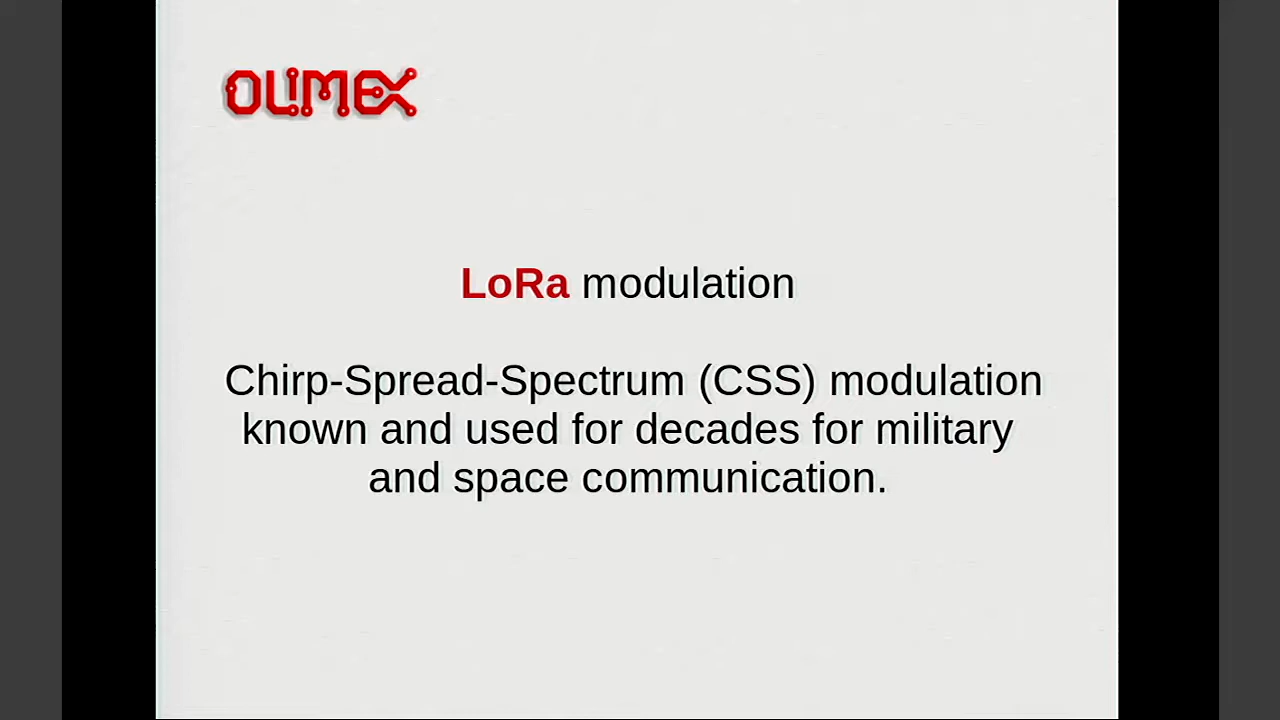 OLIMEX
LoRa modulation
Chirp-Spread-Spectrum (CSS) modulation
known and used for decades for military
and space communication.